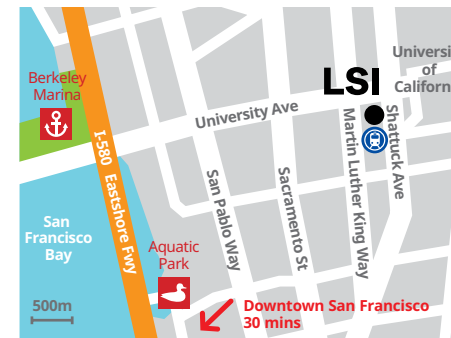 Universi
of
Californ
LSI
Berkeley
Marina
University Ave
I-580 Eastshore Fwy
San Pablo Way
Sacramento St
Martin Luther King Way
Shattuck Ave
San
Francisco
Bay
Aquatic
Park
500m
Downtown San Francisco
30 mins